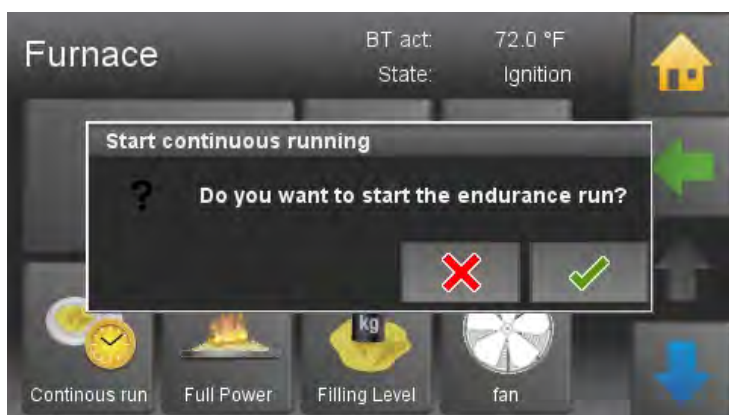 Furnace
BT act: 72.0 °F
State: Ignition
Start continuous running
? Do you want to start the endurance run?
kg
Continous run
Full Power
Filling Level
fan